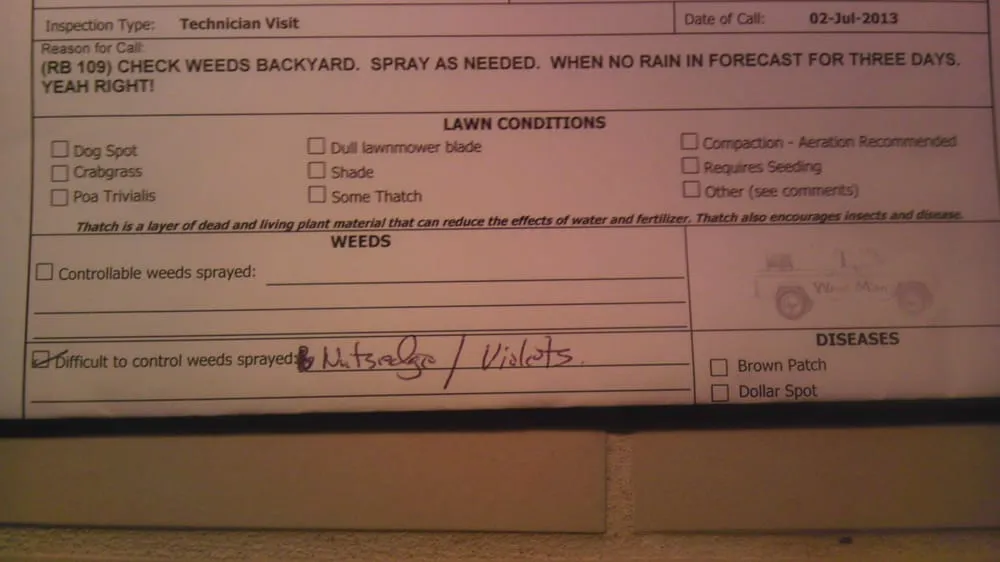 Inspection Type: Technician Visit Date of Call: 02-Jul-2013
Reason for Call:
(RB 109) CHECK WEEDS BACKYARD. SPRAY AS NEEDED. WHEN NO RAIN IN FORECAST FOR THREE DAYS.
YEAH RIGHT!
LAWN CONDITIONS
Dog Spot Dull lawnmower blade Compaction - Aeration Recommended
Crabgrass Shade Requires Seeding
Poa Trivialis Some Thatch Other (see comments)
Thatch is a layer of dead and living plant material that can reduce the effects of water and fertilizer. Thatch also encourages insects and disease.
WEEDS
Controllable weeds sprayed:
Weed Man
Difficult to control weeds sprayed: Nutsedge / Violets.
DISEASES
Brown Patch
Dollar Spot